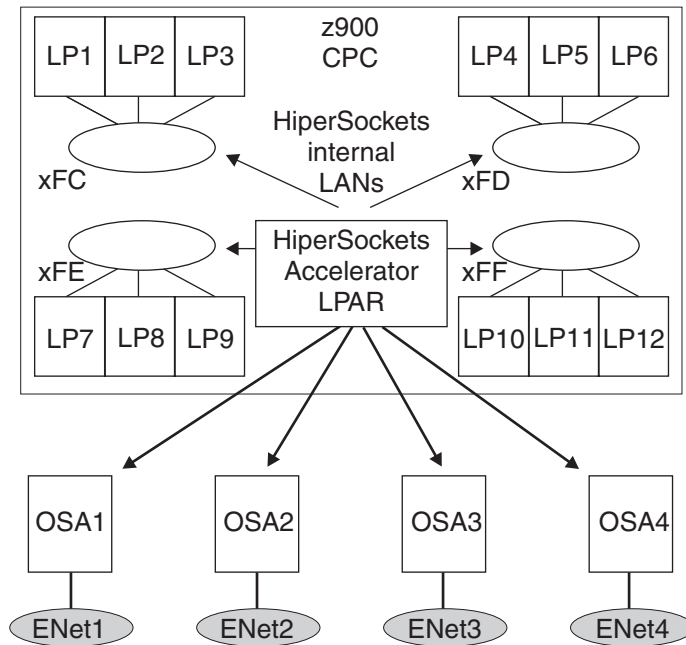 LP1 LP2 LP3
z900
CPC
LP4 LP5 LP6
HiperSockets
internal
LANs
xFC
xFD
HiperSockets
Accelerator
LPAR
xFE
xFF
LP7 LP8 LP9
LP10 LP11 LP12
OSA1 OSA2 OSA3 OSA4
ENet1 ENet2 ENet3 ENet4